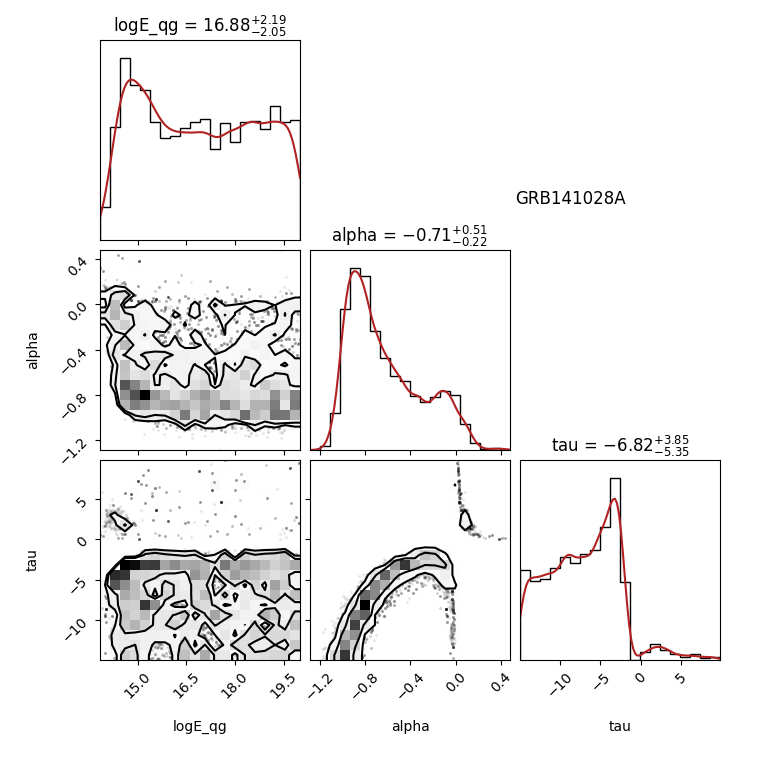 logE_qg = 16.88^{+2.19}_{-2.05}
GRB141028A
alpha = −0.71^{+0.51}_{-0.22}
0.4
0.0
−0.4
−0.8
−1.2
alpha
tau = −6.82^{+3.85}_{-5.35}
5
0
−5
−10
tau
15.0 16.5 18.0 19.5
−1.2 −0.8 −0.4 0.0 0.4
−10 −5 0 5
logE_qg alpha tau